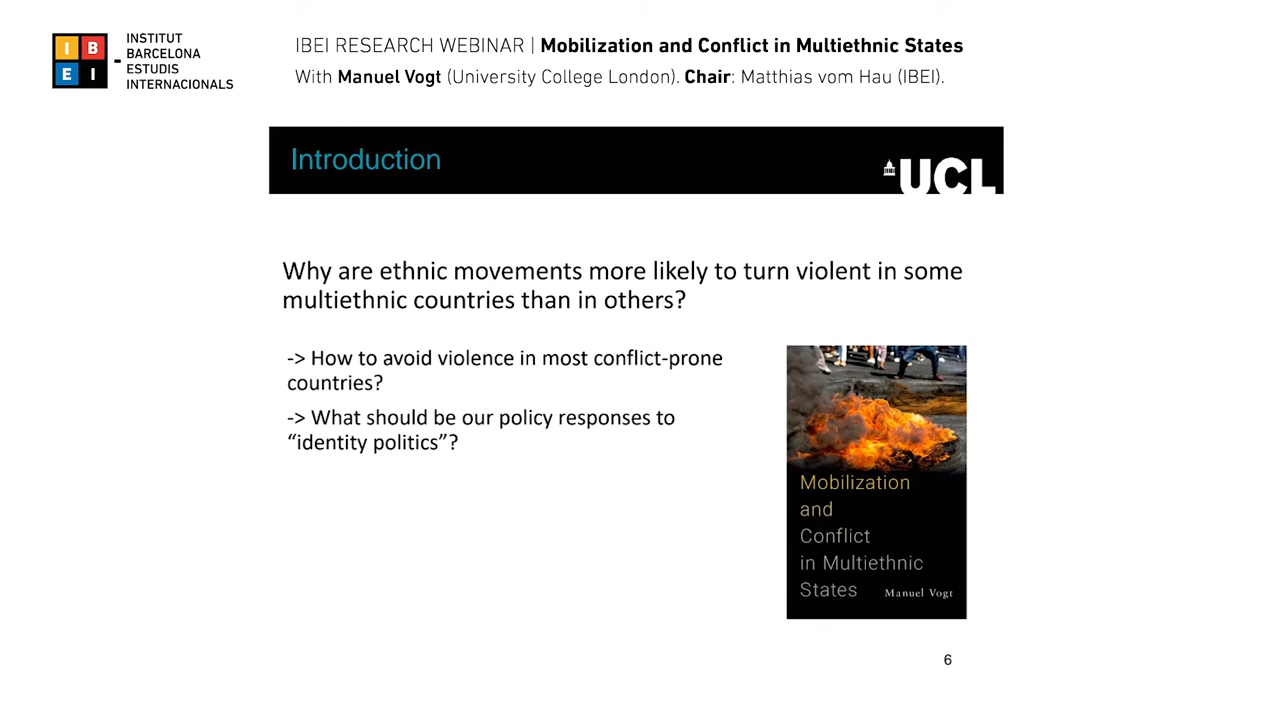 I B E I - INSTITUT BARCELONA ESTUDIS INTERNACIONALS
IBEI RESEARCH WEBINAR | Mobilization and Conflict in Multiethnic States
With Manuel Vogt (University College London). Chair: Matthias vom Hau (IBEI).
Introduction
UCL
Why are ethnic movements more likely to turn violent in some
multiethnic countries than in others?
-> How to avoid violence in most conflict-prone
countries?
-> What should be our policy responses to
“identity politics”?
Mobilization
and
Conflict
in Multiethnic
States
Manuel Vogt
6